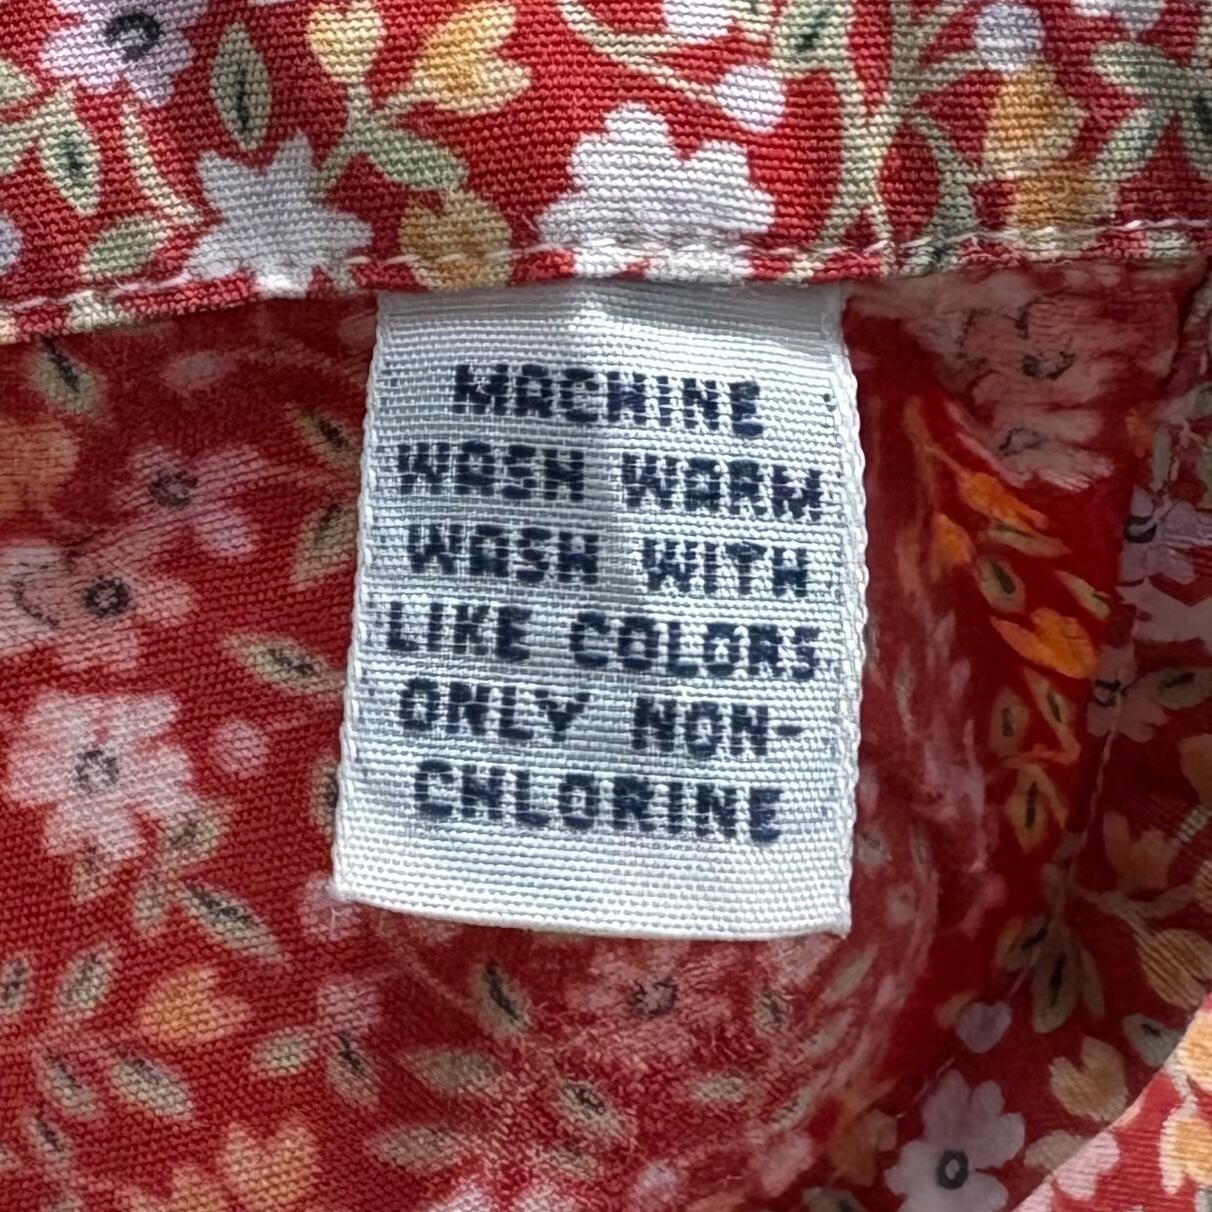 MACHINE
WASH WARM
WASH WITH
LIKE COLORS
ONLY NON-
CHLORINE